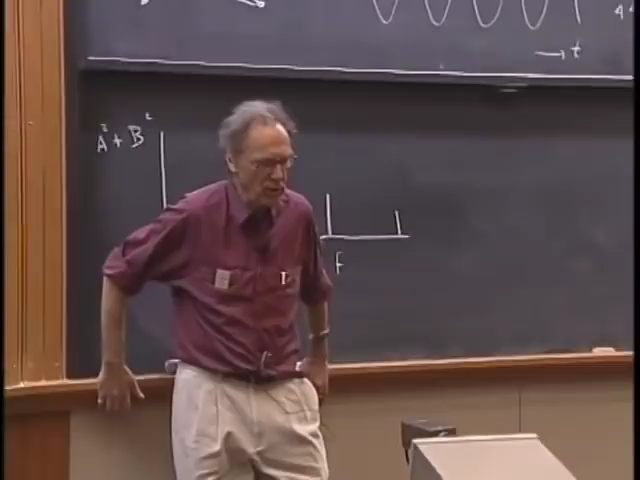 → t
A² + B²
F